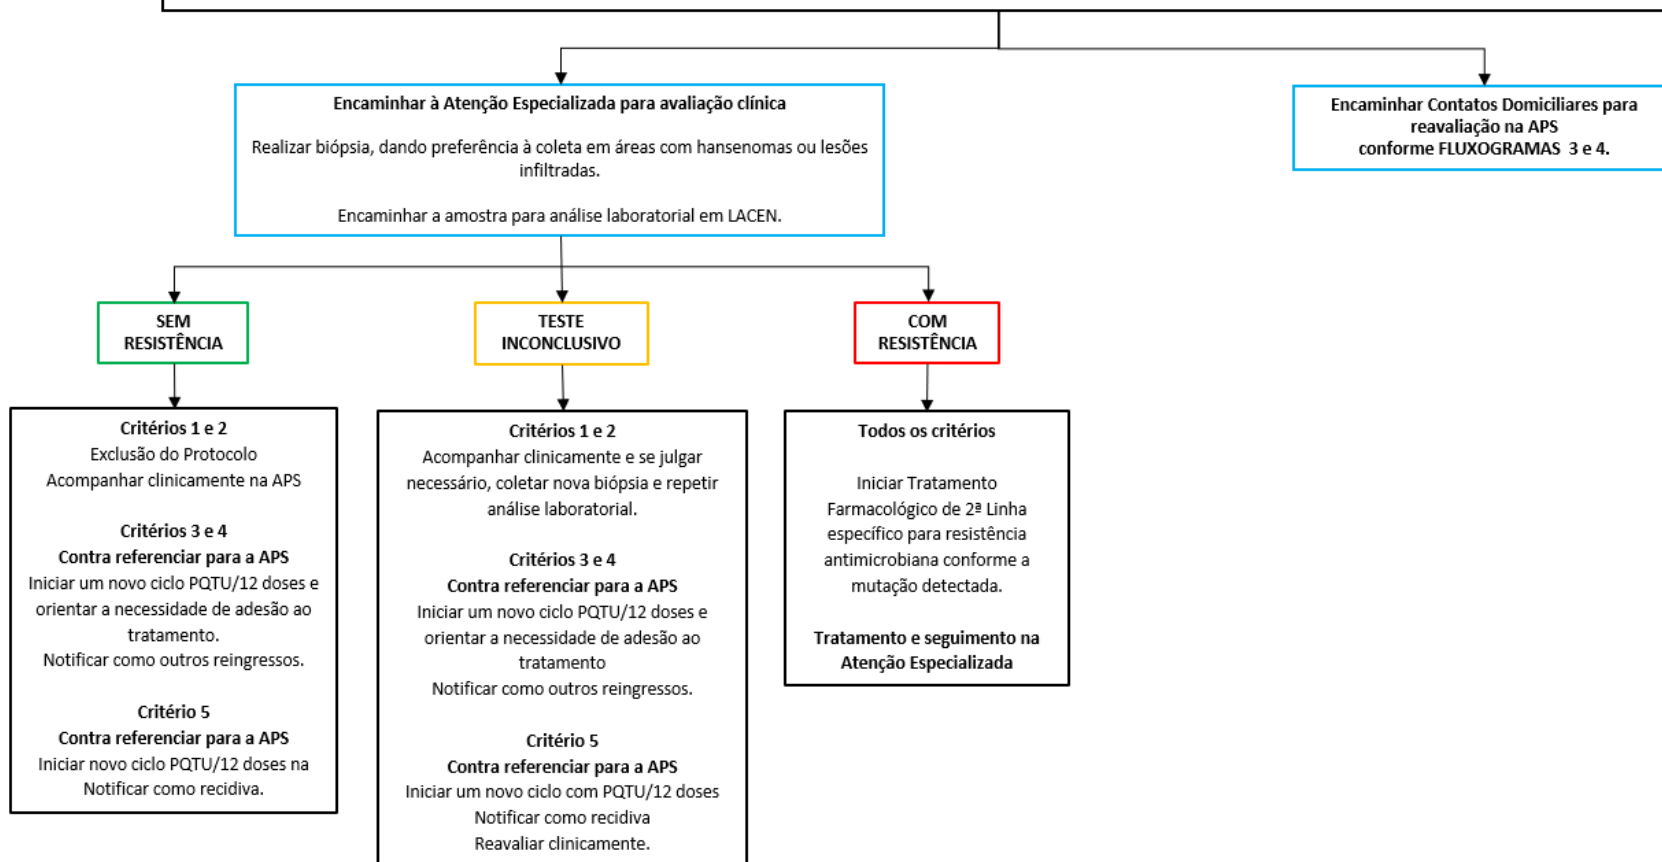 Encaminhar à Atenção Especializada para avaliação clínica
Realizar biópsia, dando preferência à coleta em áreas com hansenomas ou lesões
infiltradas.
Encaminhar a amostra para análise laboratorial em LACEN.
Encaminhar Contatos Domiciliares para
reavaliação na APS
conforme FLUXOGRAMAS 3 e 4.
SEM
RESISTÊNCIA
TESTE
INCONCLUSIVO
COM
RESISTÊNCIA
Critérios 1 e 2
Exclusão do Protocolo
Acompanhar clinicamente na APS
Critérios 3 e 4
Contra referenciar para a APS
Iniciar um novo ciclo PQTU/12 doses e
orientar a necessidade de adesão ao
tratamento.
Notificar como outros reingressos.
Critério 5
Contra referenciar para a APS
Iniciar novo ciclo PQTU/12 doses na
Notificar como recidiva.
Critérios 1 e 2
Acompanhar clinicamente e se julgar
necessário, coletar nova biópsia e repetir
análise laboratorial.
Critérios 3 e 4
Contra referenciar para a APS
Iniciar um novo ciclo PQTU/12 doses e
orientar a necessidade de adesão ao
tratamento
Notificar como outros reingressos.
Critério 5
Contra referenciar para a APS
Iniciar um novo ciclo com PQTU/12 doses
Notificar como recidiva
Reavaliar clinicamente.
Todos os critérios
Iniciar Tratamento
Farmacológico de 2ª Linha
específico para resistência
antimicrobiana conforme a
mutação detectada.
Tratamento e seguimento na
Atenção Especializada